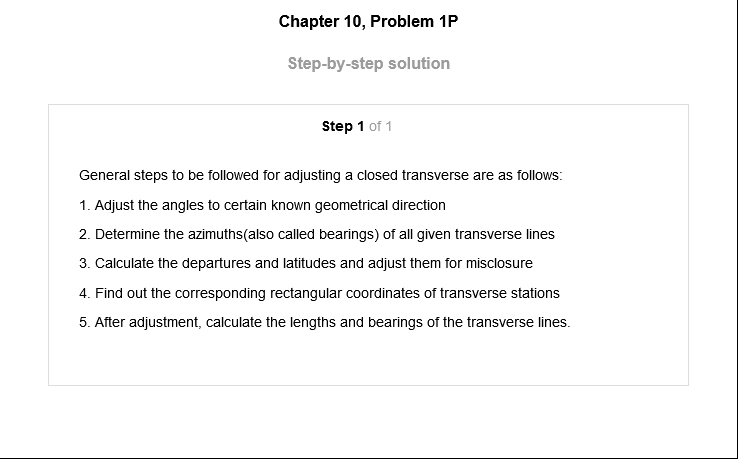 Chapter 10, Problem 1P
Step-by-step solution
Step 1 of 1
General steps to be followed for adjusting a closed transverse are as follows:
1. Adjust the angles to certain known geometrical direction
2. Determine the azimuths(also called bearings) of all given transverse lines
3. Calculate the departures and latitudes and adjust them for misclosure
4. Find out the corresponding rectangular coordinates of transverse stations
5. After adjustment, calculate the lengths and bearings of the transverse lines.